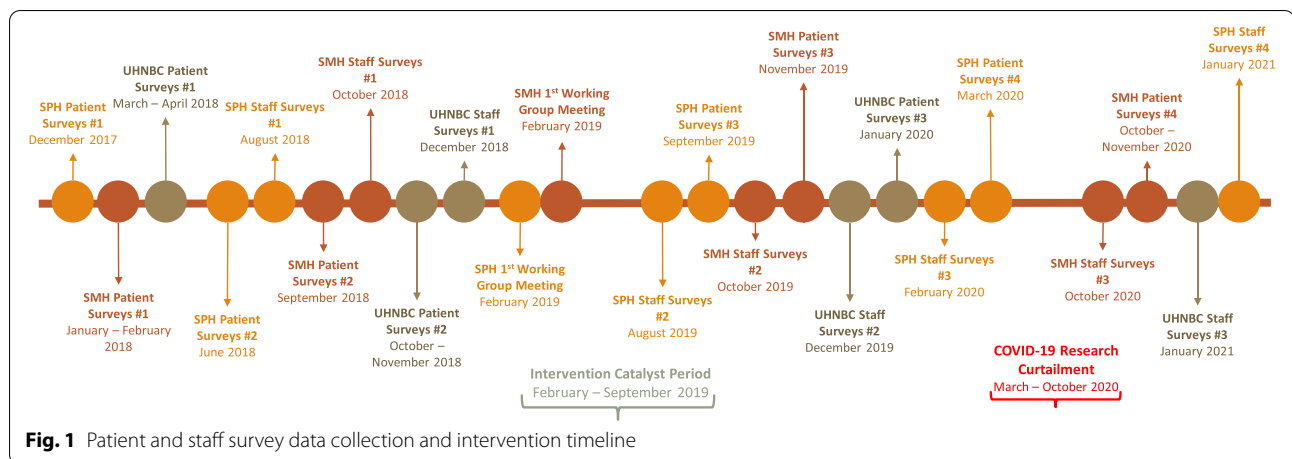 SPH Patient
Surveys #1
December 2017
SMH Patient
Surveys #1
January – February
2018
UHNBC Patient
Surveys #1
March – April 2018
SPH Patient
Surveys #2
June 2018
SPH Staff Surveys
#1
August 2018
SMH Patient
Surveys #2
September 2018
SMH Staff Surveys
#1
October 2018
UHNBC Patient
Surveys #2
October –
November 2018
UHNBC Staff
Surveys #1
December 2018
SPH 1st Working
Group Meeting
February 2019
SMH 1st Working
Group Meeting
February 2019
SPH Staff Surveys
#2
August 2019
SPH Patient
Surveys #3
September 2019
SMH Staff Surveys
#2
October 2019
SMH Patient
Surveys #3
November 2019
UHNBC Staff
Surveys #2
December 2019
UHNBC Patient
Surveys #3
January 2020
SPH Staff Surveys
#3
February 2020
SPH Patient
Surveys #4
March 2020
SMH Staff Surveys
#3
October 2020
SMH Patient
Surveys #4
October –
November 2020
UHNBC Staff
Surveys #3
January 2021
SPH Staff
Surveys #4
January 2021
Intervention Catalyst Period
February – September 2019
COVID-19 Research
Curtailment
March – October 2020
Fig. 1 Patient and staff survey data collection and intervention timeline